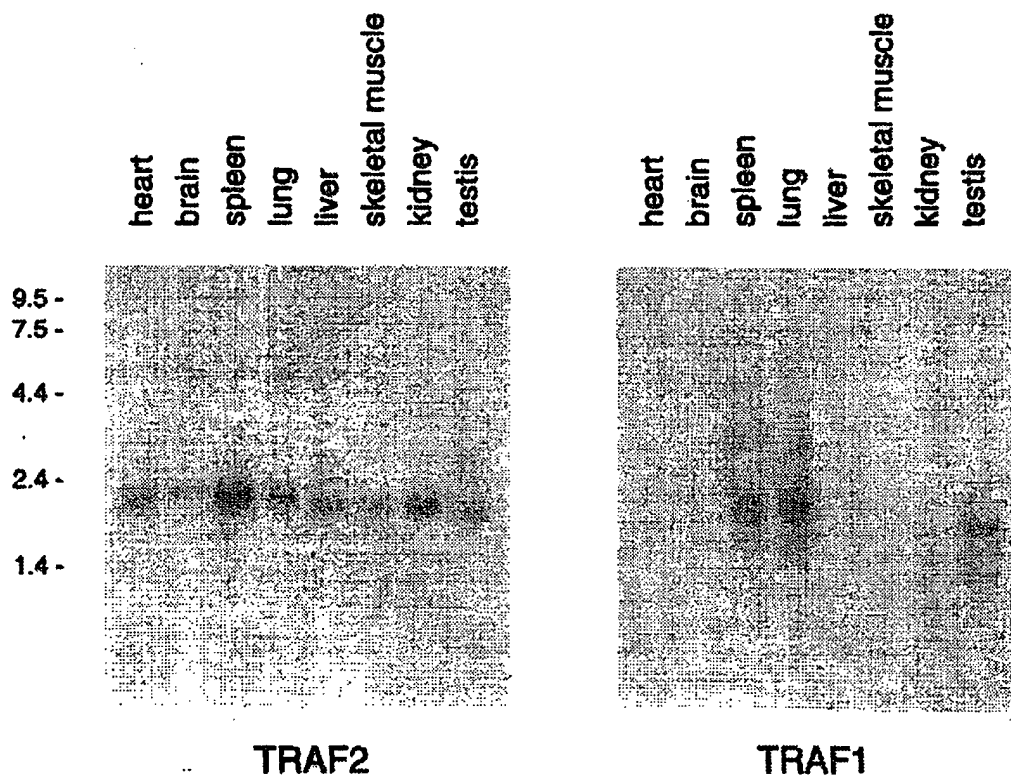 heart
brain
spleen
lung
liver
skeletal muscle
kidney
testis
heart
brain
spleen
lung
liver
skeletal muscle
kidney
testis
9.5 -
7.5 -
4.4 -
2.4 -
1.4 -
TRAF2
TRAF1